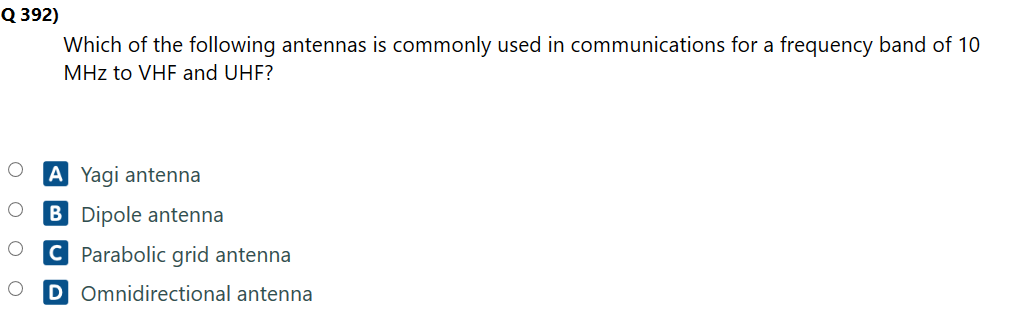 Q 392)
Which of the following antennas is commonly used in communications for a frequency band of 10
MHz to VHF and UHF?
A Yagi antenna
B Dipole antenna
C Parabolic grid antenna
D Omnidirectional antenna